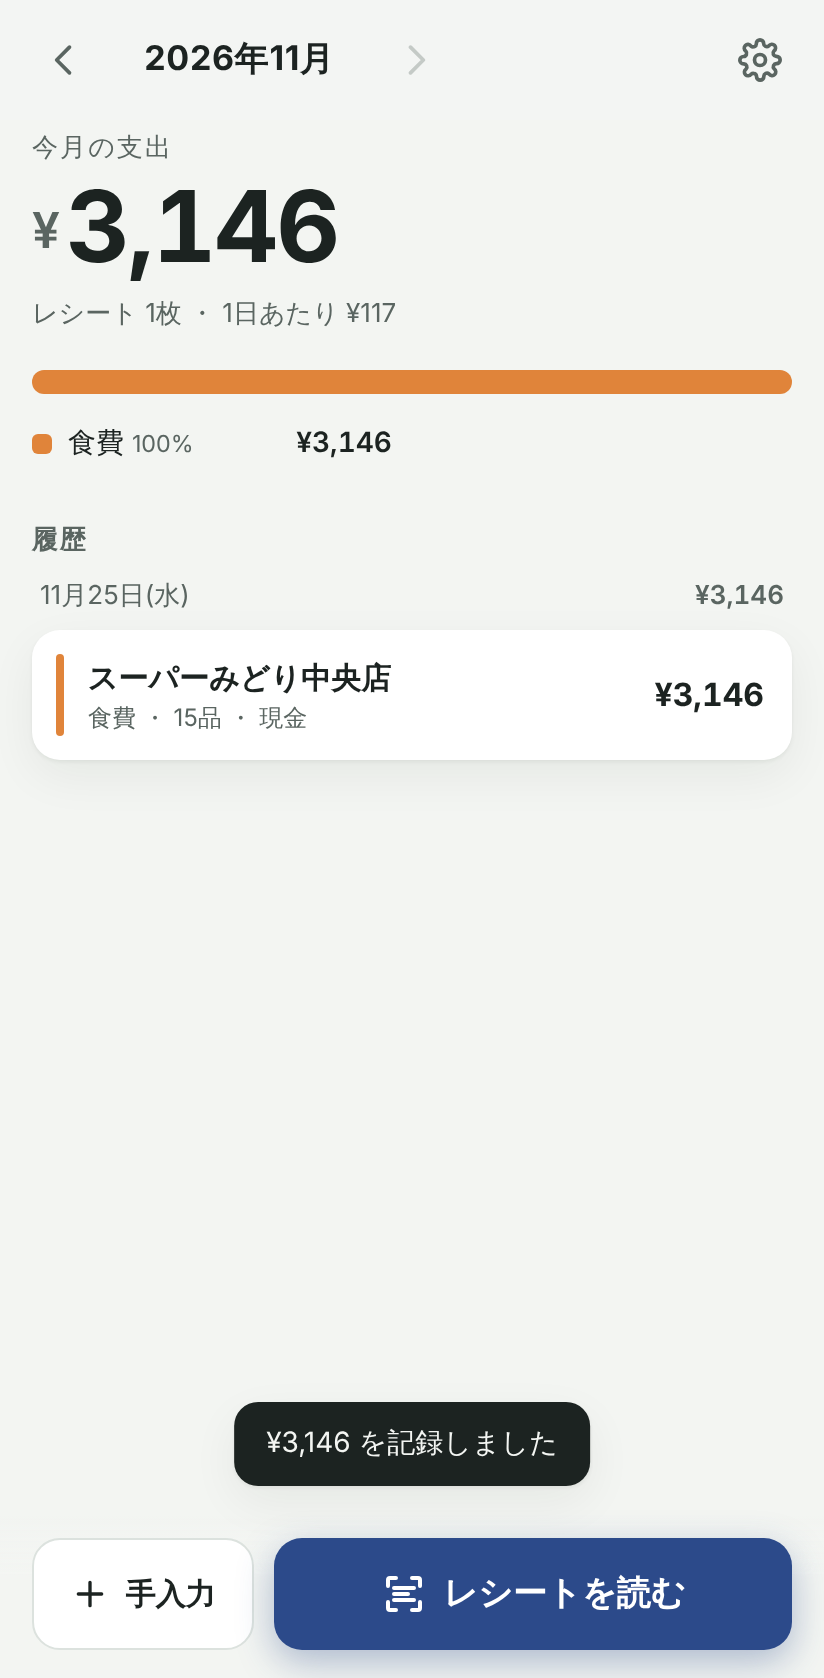 2026年11月
今月の支出
¥3,146
レシート 1枚 ・ 1日あたり ¥117
食費 100% ¥3,146
履歴
11月25日(水) ¥3,146
スーパーみどり中央店 ¥3,146
食費 ・ 15品 ・ 現金
¥3,146 を記録しました
手入力
レシートを読む